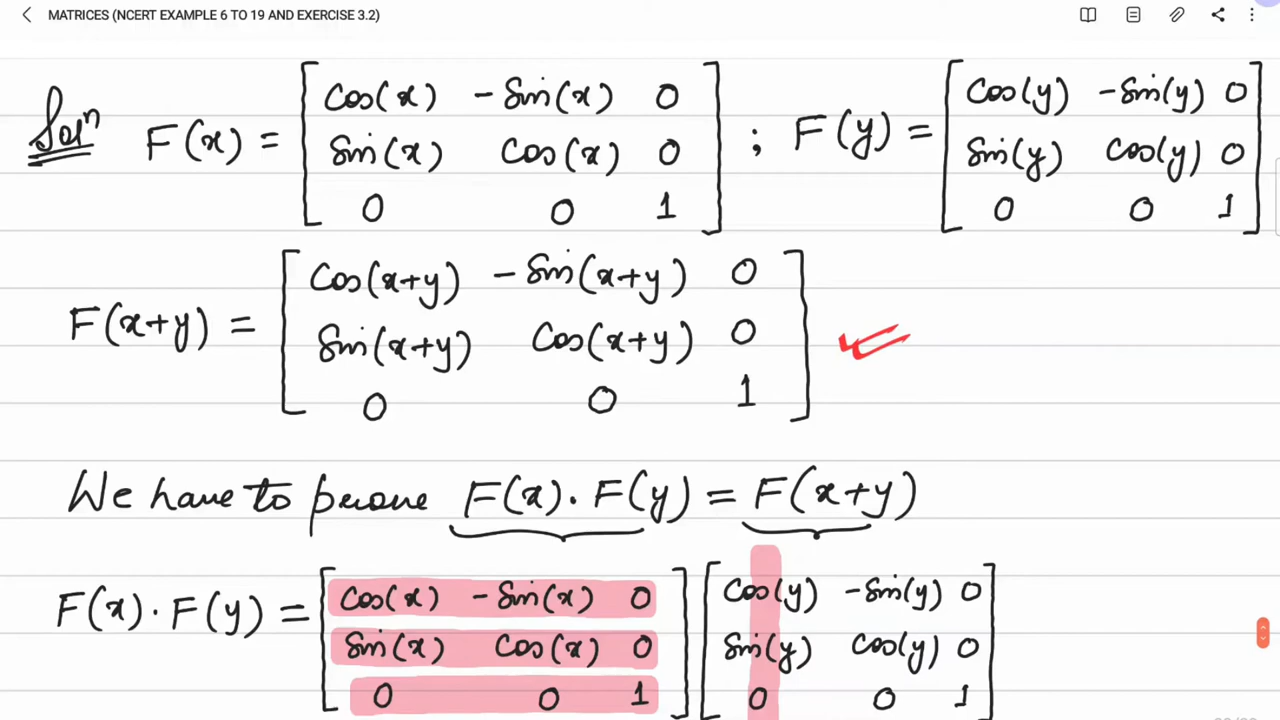 MATRICES (NCERT EXAMPLE 6 TO 19 AND EXERCISE 3.2)
Solⁿ F(x) = [ Cos(x) -Sin(x) 0 ; F(y) = [ Cos(y) -Sin(y) 0
Sin(x) Cos(x) 0 Sin(y) Cos(y) 0
0 0 1 ] 0 0 1 ]
F(x+y) = [ Cos(x+y) -Sin(x+y) 0
Sin(x+y) Cos(x+y) 0
0 0 1 ]
We have to prove F(x). F(y) = F(x+y)
F(x). F(y) = [ Cos(x) -Sin(x) 0 ] [ Cos(y) -Sin(y) 0 ]
Sin(x) Cos(x) 0 Sin(y) Cos(y) 0
0 0 1 0 0 1